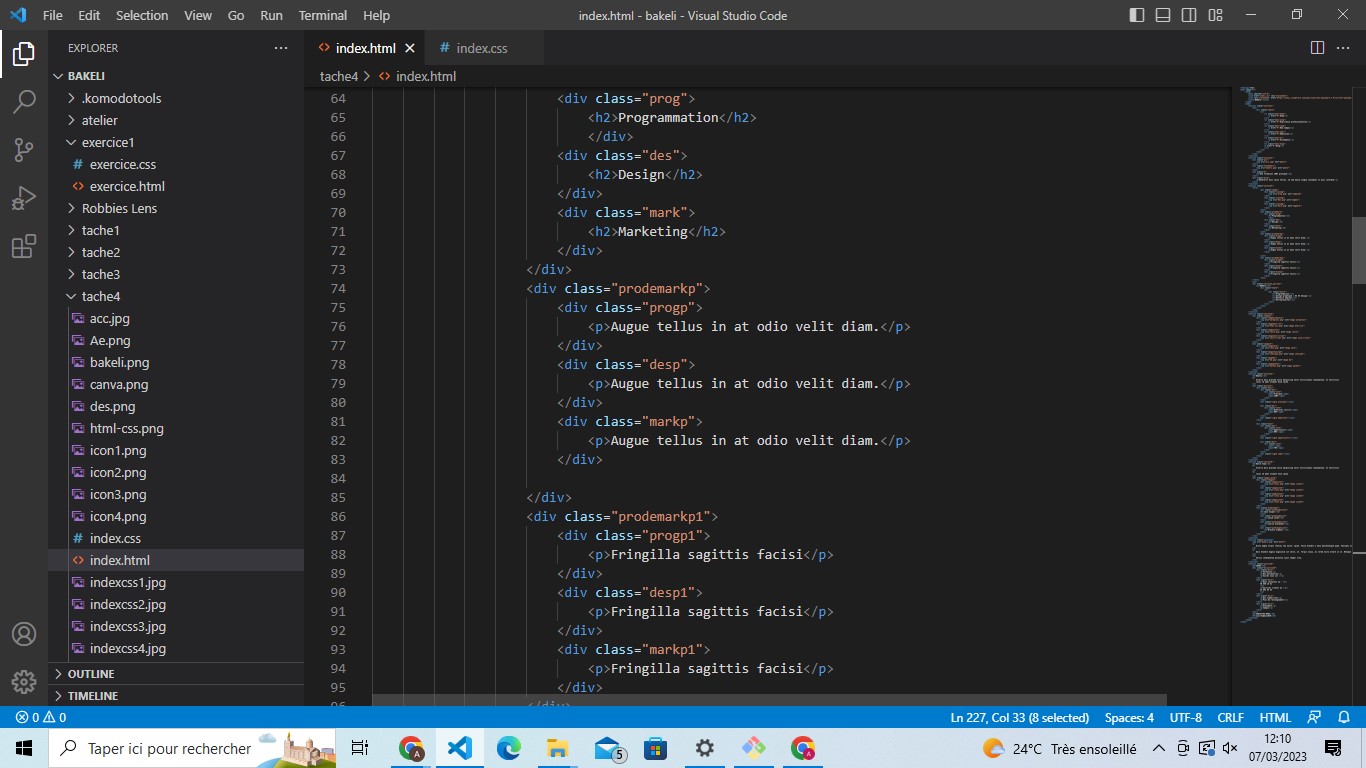 File Edit Selection View Go Run Terminal Help index.html - bakeli - Visual Studio Code
EXPLORER
BAKELI
.komodotools
atelier
exercice1
# exercice.css
<> exercice.html
Robbies Lens
tache1
tache2
tache3
tache4
acc.jpg
Ae.png
bakeli.png
canva.png
des.png
html-css.png
icon1.png
icon2.png
icon3.png
icon4.png
# index.css
<> index.html
indexcss1.jpg
indexcss2.jpg
indexcss3.jpg
indexcss4.jpg
OUTLINE
TIMELINE
<> index.html # index.css
tache4 > <> index.html
64 <div class="prog">
65 <h2>Programmation</h2>
66 </div>
67 <div class="des">
68 <h2>Design</h2>
69 </div>
70 <div class="mark">
71 <h2>Marketing</h2>
72 </div>
73 </div>
74 <div class="prodemarkp">
75 <div class="progp">
76 <p>Augue tellus in at odio velit diam.</p>
77 </div>
78 <div class="desp">
79 <p>Augue tellus in at odio velit diam.</p>
80 </div>
81 <div class="markp">
82 <p>Augue tellus in at odio velit diam.</p>
83 </div>
84
85 </div>
86 <div class="prodemarkp1">
87 <div class="progp1">
88 <p>Fringilla sagittis facisi</p>
89 </div>
90 <div class="desp1">
91 <p>Fringilla sagittis facisi</p>
92 </div>
93 <div class="markp1">
94 <p>Fringilla sagittis facisi</p>
95 </div>
96 </div>
0 0 Ln 227, Col 33 (8 selected) Spaces: 4 UTF-8 CRLF HTML
Taper ici pour rechercher A 5 A 24°C Très ensoleillé 12:10
07/03/2023